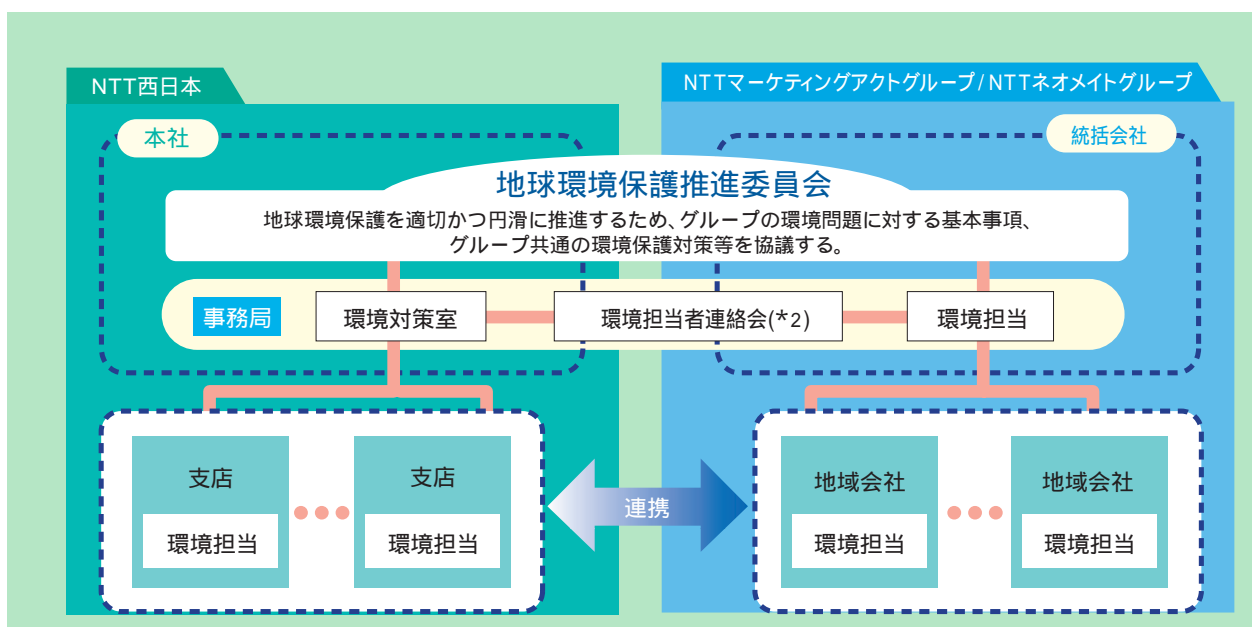 NTT西日本
NTTマーケティングアクトグループ/NTTネオメイトグループ
本社
統括会社
地球環境保護推進委員会
地球環境保護を適切かつ円滑に推進するため、グループの環境問題に対する基本事項、
グループ共通の環境保護対策等を協議する。
事務局
環境対策室
環境担当者連絡会(*2)
環境担当
支店
環境担当
支店
環境担当
連携
地域会社
環境担当
地域会社
環境担当